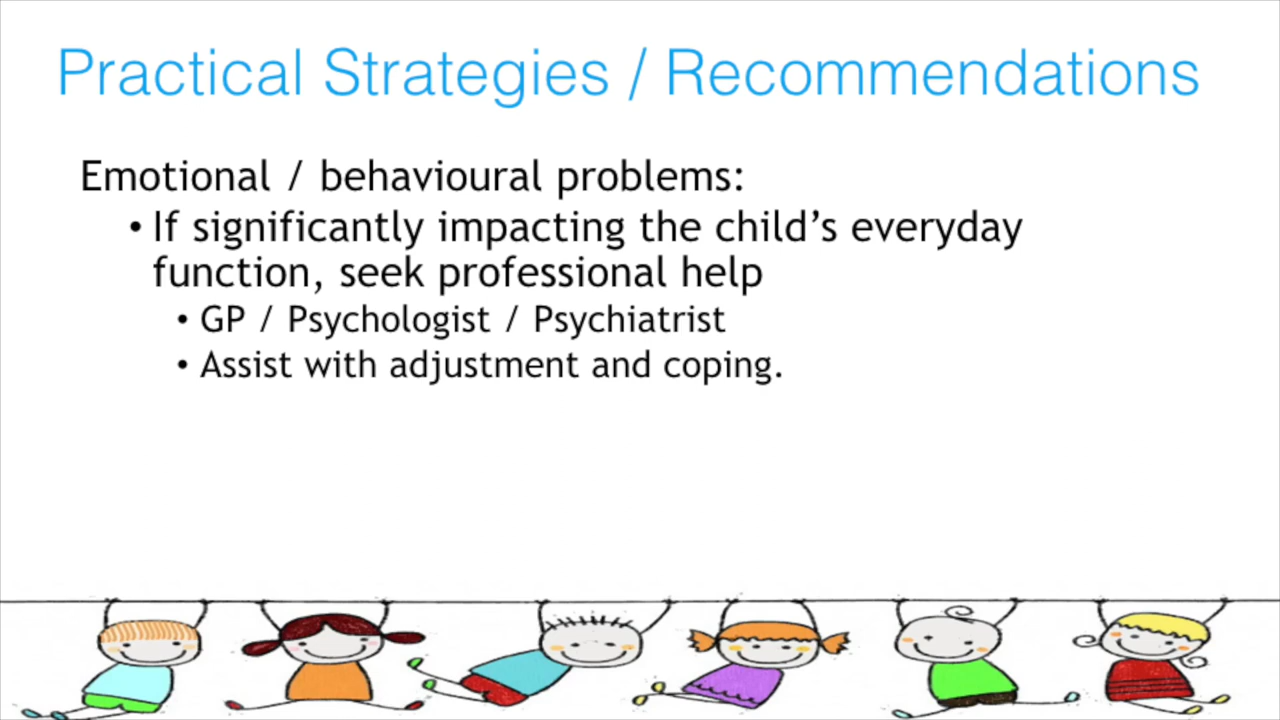 Practical Strategies / Recommendations
Emotional / behavioural problems:
• If significantly impacting the child’s everyday
function, seek professional help
• GP / Psychologist / Psychiatrist
• Assist with adjustment and coping.